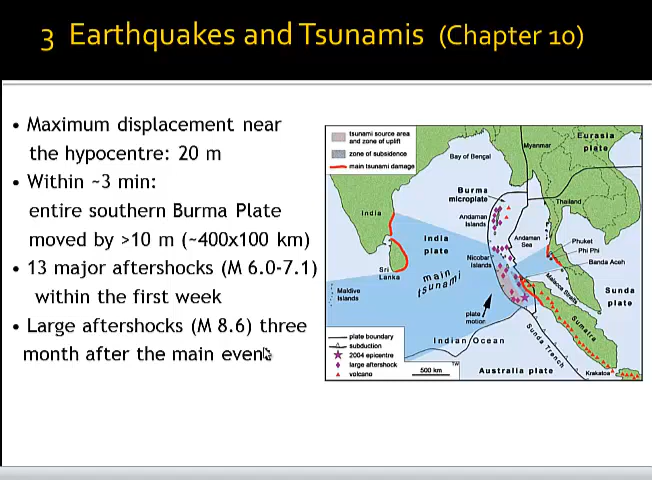 3 Earthquakes and Tsunamis (Chapter 10)
• Maximum displacement near
the hypocentre: 20 m
• Within ~3 min:
entire southern Burma Plate
moved by >10 m (~400x100 km)
• 13 major aftershocks (M 6.0-7.1)
within the first week
• Large aftershocks (M 8.6) three
month after the main even
tsunami source area
and zone of uplift
zone of subsidence
main tsunami damage
Eurasia
plate
Myanmar
Bay of Bengal
Burma
microplate
Thailand
India
Andaman
Islands
India
plate
Andaman
Sea
Phuket
Phi Phi
Nicobar
Islands
Banda Aceh
Sri
Lanka
main
tsunami
Malacca Straits
Maldive
Islands
Sunda
plate
plate
motion
Sumatra
Indian Ocean
Sunda Trench
plate boundary
subduction
2004 epicentre
large aftershock
volcano
TW
500 km
Australia plate
Krakatoa